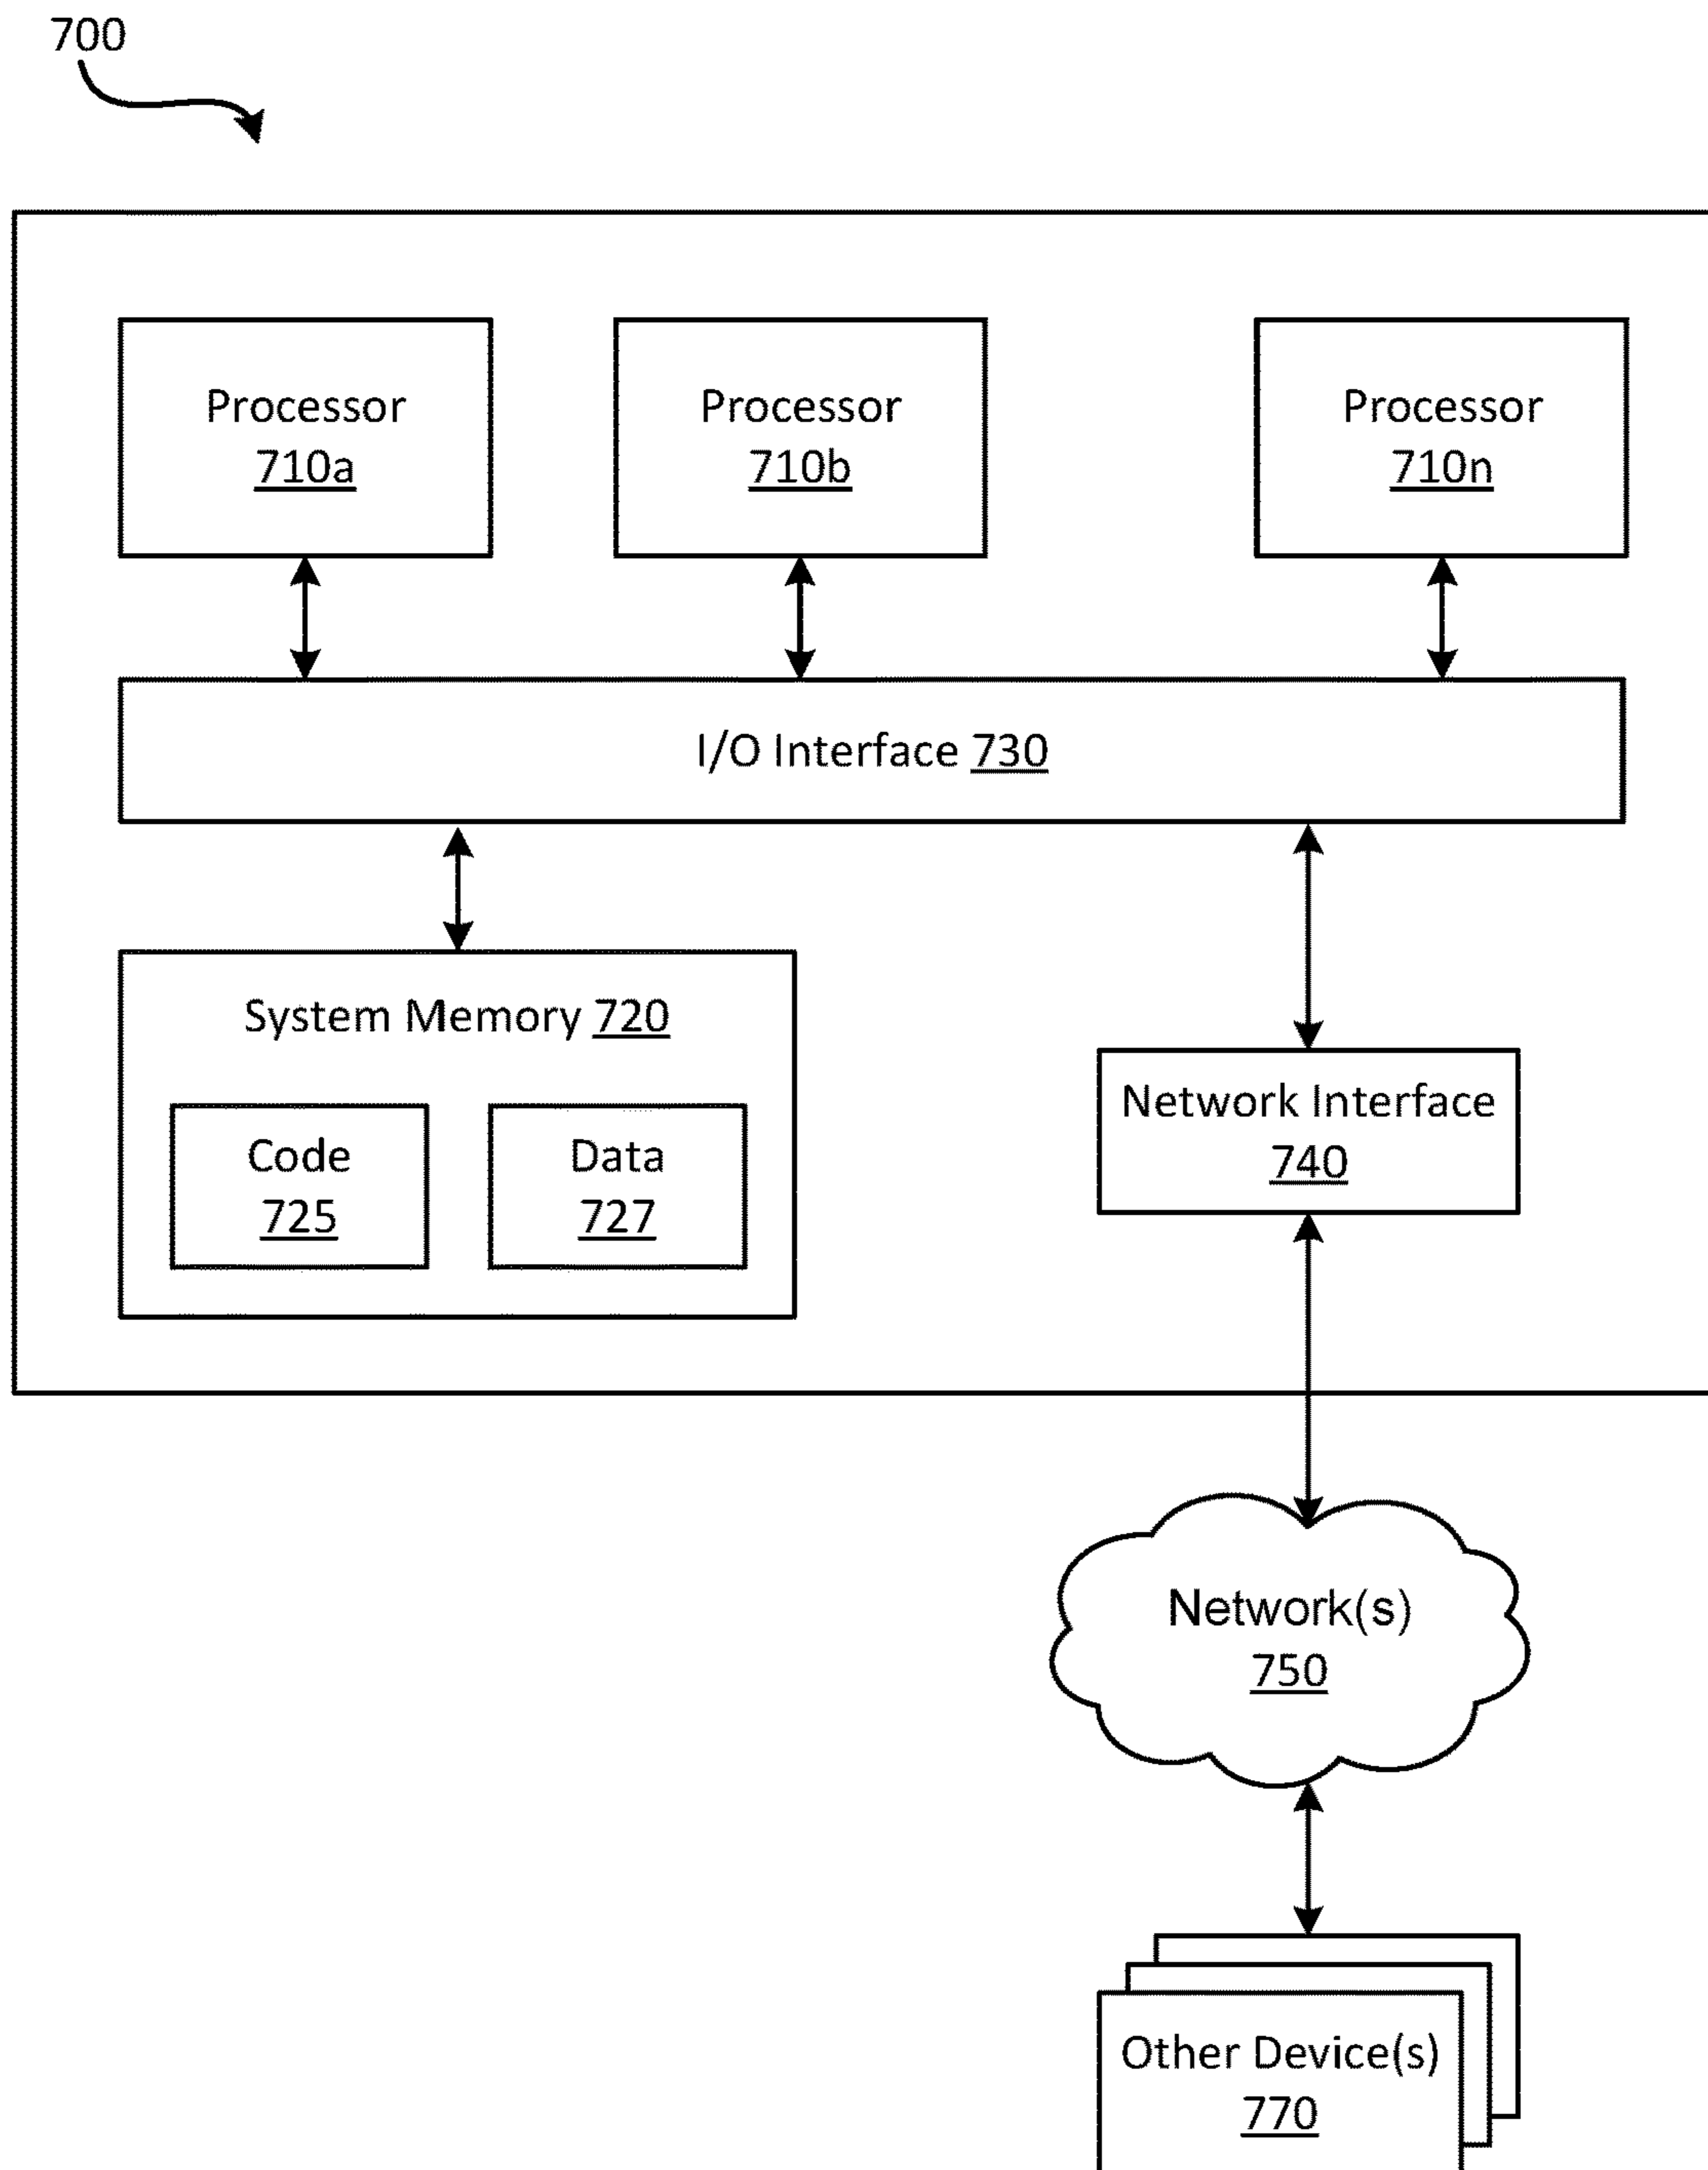 700
Processor
710a
Processor
710b
Processor
710n
I/O Interface 730
System Memory 720
Code
725
Data
727
Network Interface
740
Network(s)
750
Other Device(s)
770